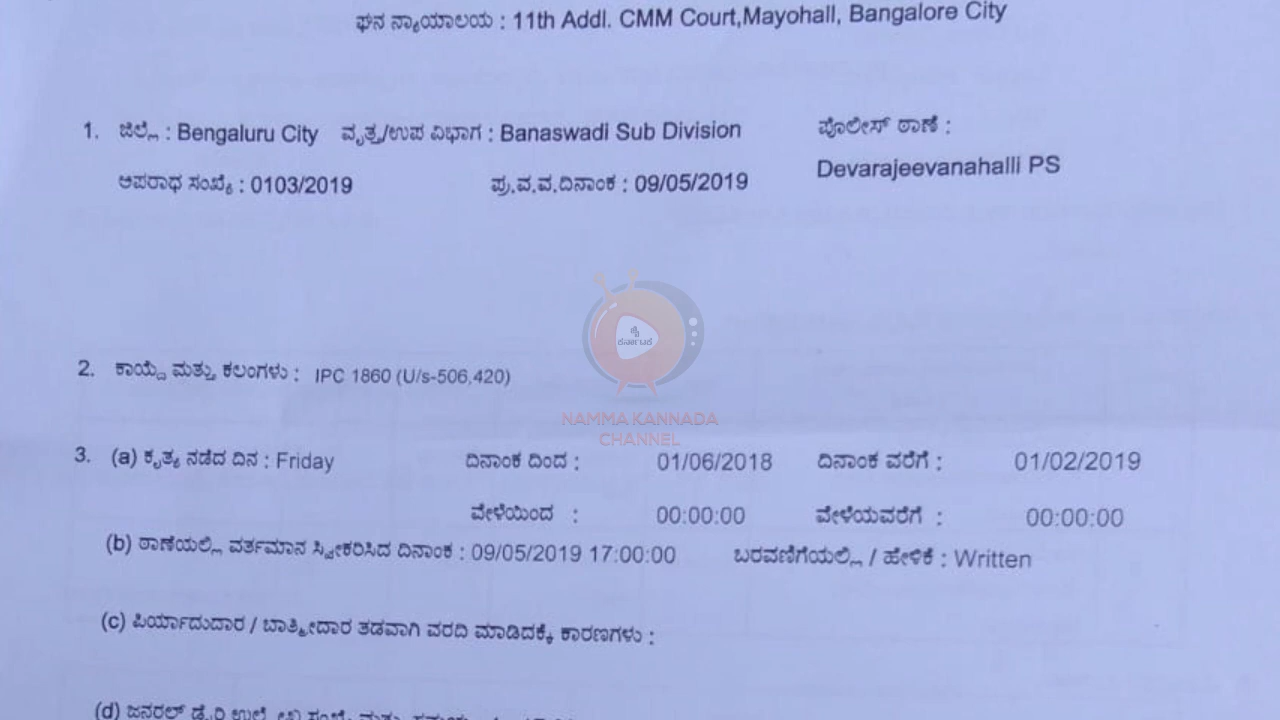 ಘನ ನ್ಯಾಯಾಲಯ : 11th Addl. CMM Court,Mayohall, Bangalore City
1. ಜಿಲ್ಲೆ : Bengaluru City ವೃತ್ತ/ಉಪ ವಿಭಾಗ : Banaswadi Sub Division ಪೊಲೀಸ್ ಠಾಣೆ :
Devarajeevanahalli PS
ಅಪರಾಧ ಸಂಖ್ಯೆ : 0103/2019 ಪ್ರ.ವ.ವ.ದಿನಾಂಕ : 09/05/2019
2. ಕಾಯ್ದೆ ಮತ್ತು ಕಲಂಗಳು : IPC 1860 (U/s-506,420)
NAMMA KANNADA
CHANNEL
3. (a) ಕೃತ್ಯ ನಡೆದ ದಿನ : Friday ದಿನಾಂಕ ದಿಂದ : 01/06/2018 ದಿನಾಂಕ ವರೆಗೆ : 01/02/2019
ವೇಳೆಯಿಂದ : 00:00:00 ವೇಳೆಯವರೆಗೆ : 00:00:00
(b) ಠಾಣೆಯಲ್ಲಿ ವರ್ತಮಾನ ಸ್ವೀಕರಿಸಿದ ದಿನಾಂಕ : 09/05/2019 17:00:00 ಬರವಣಿಗೆಯಲ್ಲಿ / ಹೇಳಿಕೆ : Written
(c) ಪಿರ್ಯಾದುದಾರ / ಬಾತ್ಮೀದಾರ ತಡವಾಗಿ ವರದಿ ಮಾಡಿದಕ್ಕೆ ಕಾರಣಗಳು :
(d) ಜನರಲ್ ಡೈರಿ